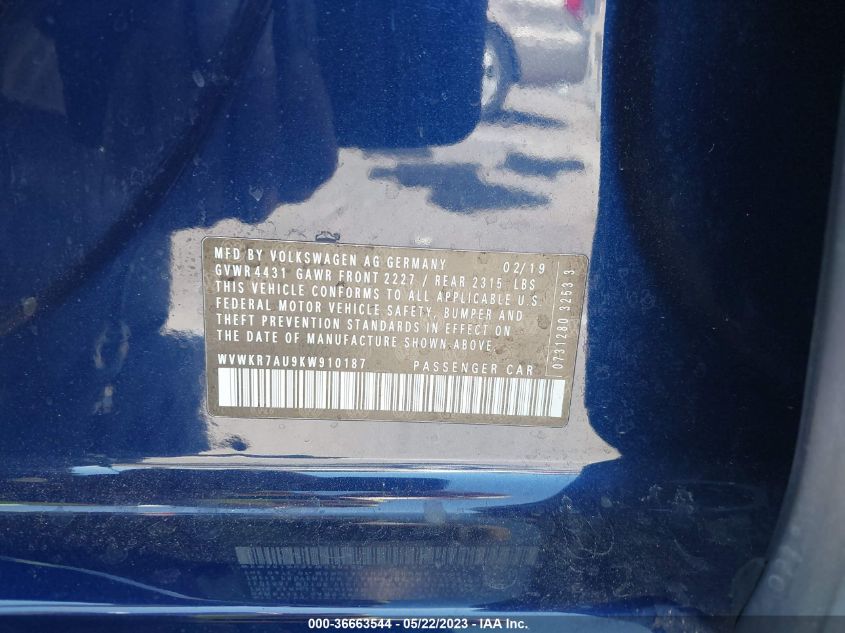 MFD BY VOLKSWAGEN AG GERMANY 02/19
GVWR 4431 GAWR FRONT 2227 / REAR 2315 LBS
THIS VEHICLE CONFORMS TO ALL APPLICABLE U.S.
FEDERAL MOTOR VEHICLE SAFETY, BUMPER AND
THEFT PREVENTION STANDARDS IN EFFECT ON
THE DATE OF MANUFACTURE SHOWN ABOVE.
WVWKR7AU9KW910187 PASSENGER CAR
0731280 3253 3
000-36663544 - 05/22/2023 - IAA Inc.